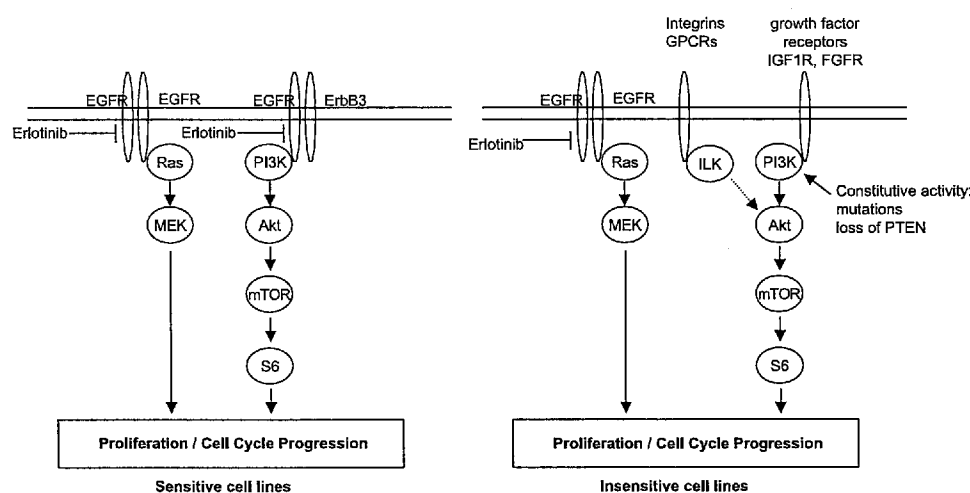 Integrins
GPCRs
growth factor
receptors
IGF1R, FGFR
EGFR
EGFR
EGFR
ErbB3
EGFR
EGFR
Erlotinib
Erlotinib
Erlotinib
Ras
PI3K
Ras
ILK
PI3K
Constitutive activity:
mutations
loss of PTEN
MEK
Akt
MEK
Akt
mTOR
mTOR
S6
S6
Proliferation / Cell Cycle Progression
Proliferation / Cell Cycle Progression
Sensitive cell lines
Insensitive cell lines